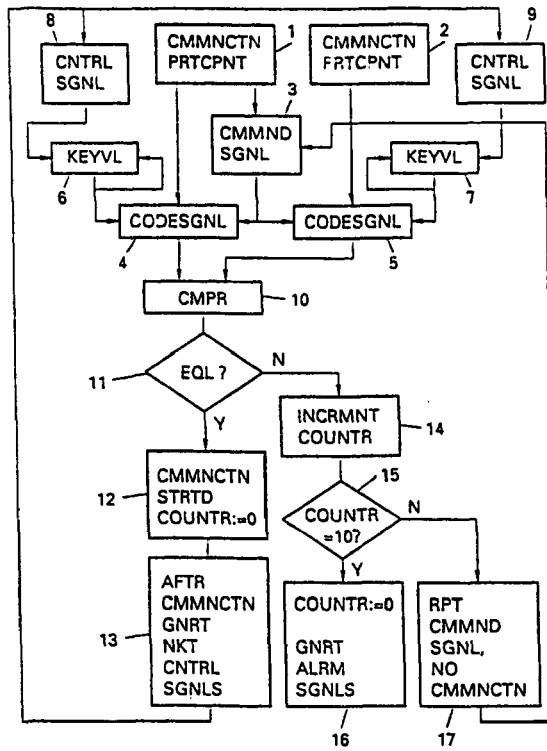 8
1
2
9
CNTRL
SGNL
CMMNCTN
PRTCPNT
CMMNCTN
FRTCPNT
CNTRL
SGNL
3
CMMND
SGNL
KEYVL
KEYVL
6
7
CODESGNL
CODESGNL
4
5
CMPR
10
11
EQL ?
N
Y
INCRMNT
COUNTR
14
12
CMMNCTN
STRTD
COUNTR:=0
15
COUNTR
=10?
N
Y
13
AFTR
CMMNCTN
GNRT
NKT
CNTRL
SGNLS
COUNTR:=0
GNRT
ALRM
SGNLS
RPT
CMMND
SGNL,
NO
CMMNCTN
16
17